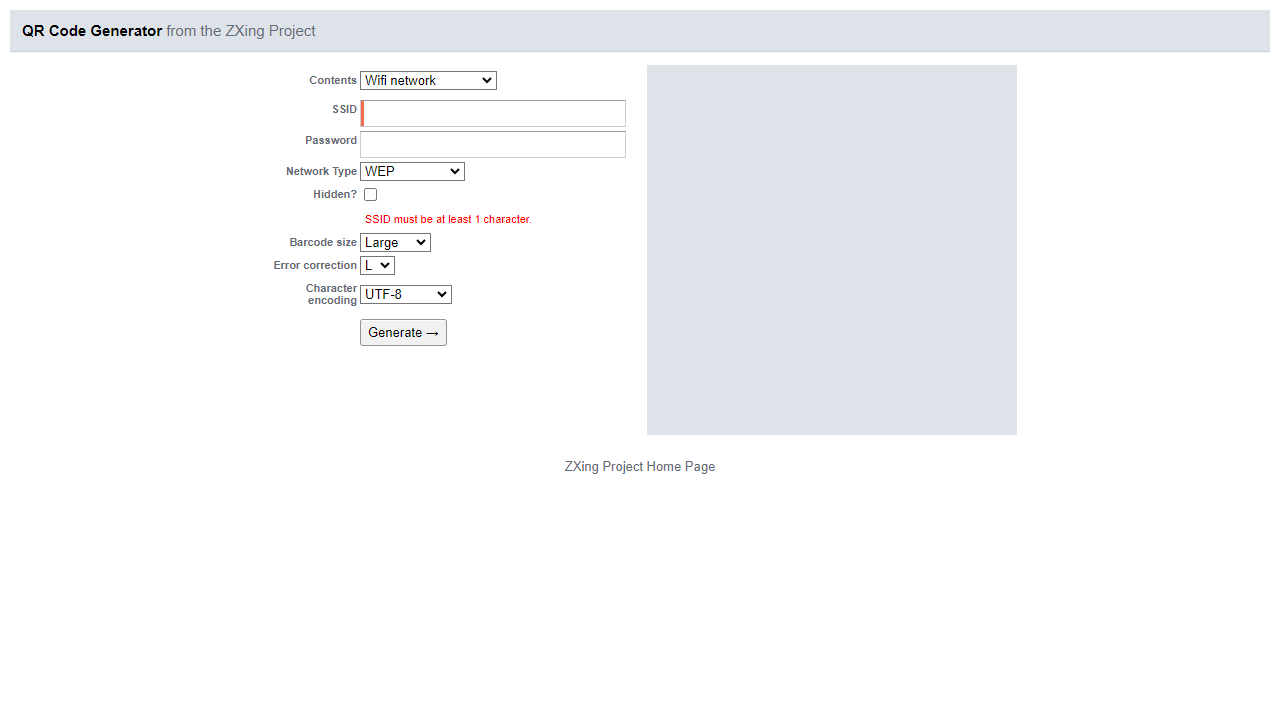 QR Code Generator from the ZXing Project
Contents Wifi network
SSID
Password
Network Type WEP
Hidden?
SSID must be at least 1 character.
Barcode size Large
Error correction L
Character
encoding UTF-8
Generate →
ZXing Project Home Page